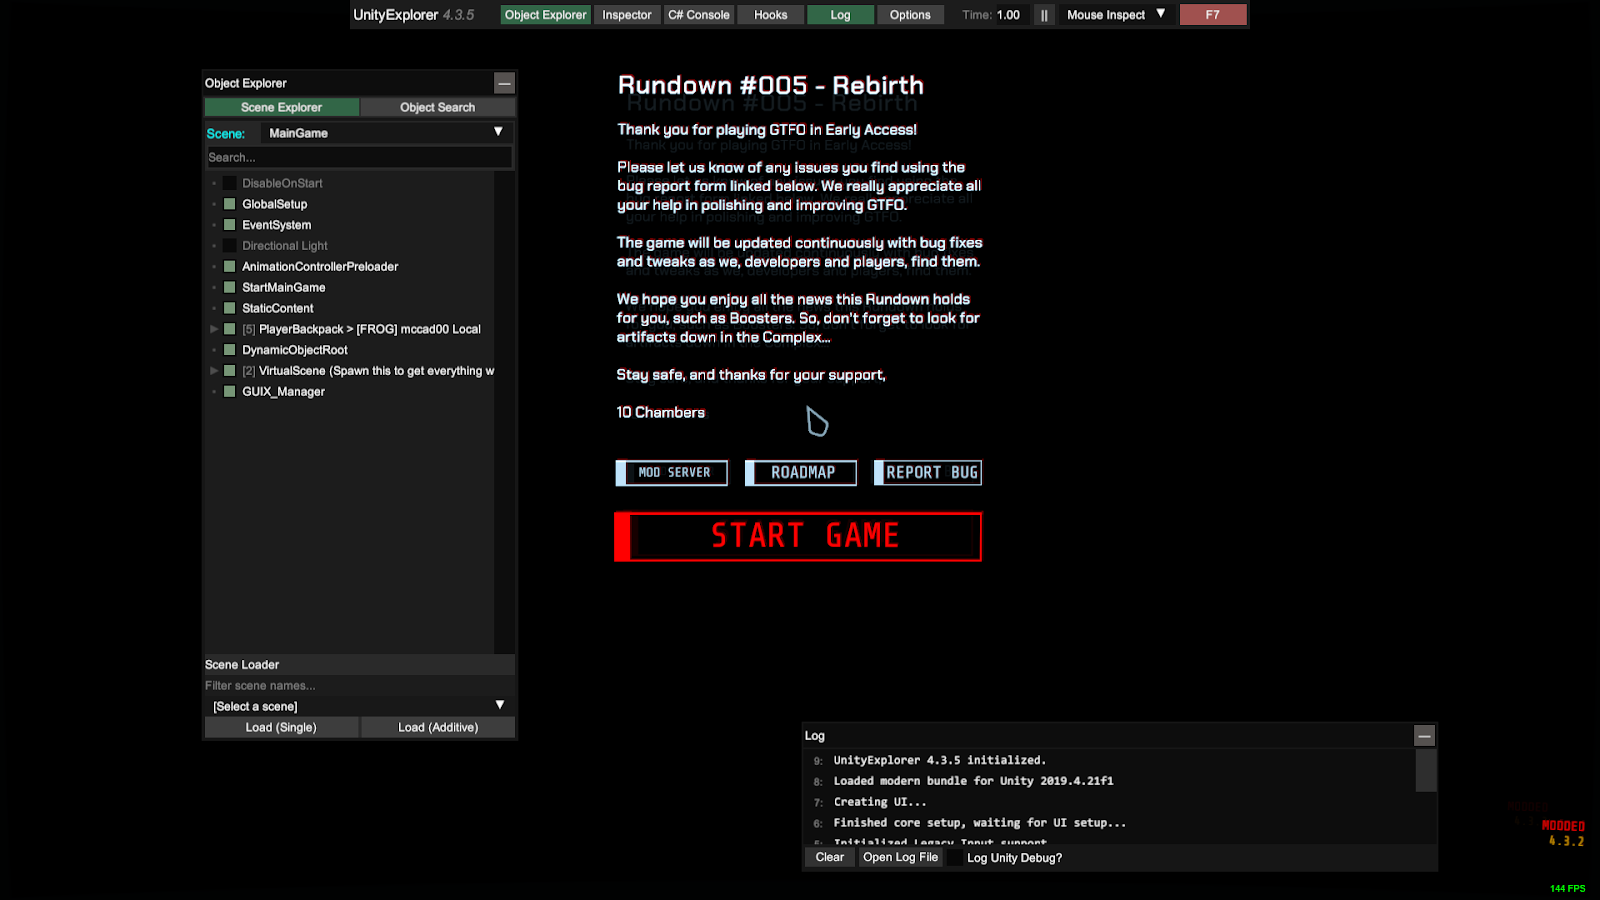 UnityExplorer 4.3.5 Object Explorer Inspector C# Console Hooks Log Options Time: 1.00 || Mouse Inspect ▼ F7
Object Explorer
Scene Explorer Object Search
Scene: MainGame ▼
Search...
DisableOnStart
GlobalSetup
EventSystem
Directional Light
AnimationControllerPreloader
StartMainGame
StaticContent
[5] PlayerBackpack > [FROG] mccad00 Local
DynamicObjectRoot
[2] VirtualScene (Spawn this to get everything w
GUIX_Manager
Scene Loader
Filter scene names...
[Select a scene] ▼
Load (Single) Load (Additive)
Rundown #005 - Rebirth
Thank you for playing GTFO in Early Access!
Please let us know of any issues you find using the
bug report form linked below. We really appreciate all
your help in polishing and improving GTFO.
The game will be updated continuously with bug fixes
and tweaks as we, developers and players, find them.
We hope you enjoy all the news this Rundown holds
for you, such as Boosters. So, don't forget to look for
artifacts down in the Complex...
Stay safe, and thanks for your support,
10 Chambers
MOD SERVER ROADMAP REPORT BUG
START GAME
Log
9: UnityExplorer 4.3.5 initialized.
8: Loaded modern bundle for Unity 2019.4.21f1
7: Creating UI...
6: Finished core setup, waiting for UI setup...
5: Initialized Legacy Input support
Clear Open Log File Log Unity Debug?
MODDED
4.3.2
144 FPS